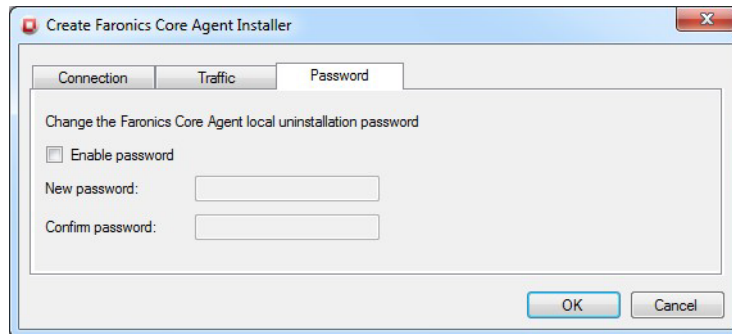 Create Faronics Core Agent Installer
Connection Traffic Password
Change the Faronics Core Agent local uninstallation password
Enable password
New password:
Confirm password:
OK Cancel